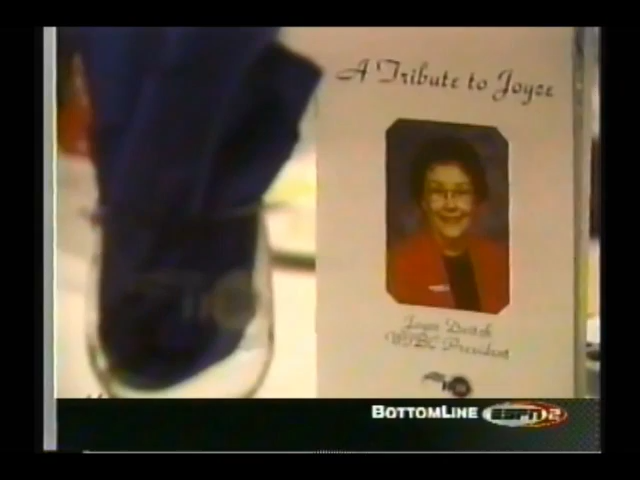 A Tribute to Joyce
Joyce Deitch
WIBC President
BOTTOMLINE ESPN2